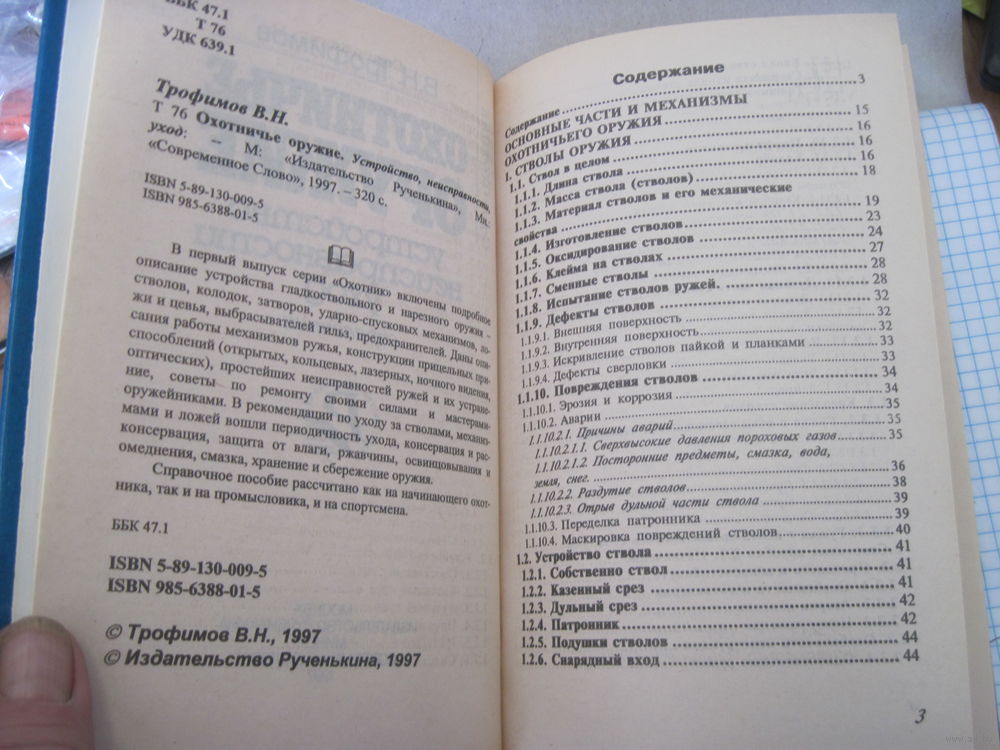 ББК 47.1
Т 76
УДК 639.1
Трофимов В.Н.
Т 76 Охотничье оружие. Устройство, неисправность,
уход: – М: «Издательство Рученькина», Мн.:
«Современное Слово», 1997. – 320 с.
ISBN 5-89-130-009-5
ISBN 985-6388-01-5
В первый выпуск серии «Охотник» включены подробное
описание устройства гладкоствольного и нарезного оружия –
стволов, колодок, затворов, ударно-спусковых механизмов, ло-
жи и цевья, выбрасывателей гильз, предохранителей. Даны опи-
сания работы механизмов ружья, конструкции прицельных при-
способлений (открытых, кольцевых, лазерных, ночного видения,
оптических), простейших неисправностей ружей и их устране-
ние, советы по ремонту своими силами и мастерами-
оружейниками. В рекомендации по уходу за стволами, механиз-
мами и ложей вошли периодичность ухода, консервация и рас-
консервация, защита от влаги, ржавчины, освинцовывания и
омеднения, смазка, хранение и сбережение оружия.
Справочное пособие рассчитано как на начинающего охот-
ника, так и на промысловика, и на спортсмена.
ББК 47.1
ISBN 5-89-130-009-5
ISBN 985-6388-01-5
© Трофимов В.Н., 1997
© Издательство Рученькина, 1997
Содержание
Содержание 3
ОСНОВНЫЕ ЧАСТИ И МЕХАНИЗМЫ
ОХОТНИЧЬЕГО ОРУЖИЯ 15
1. СТВОЛЫ ОРУЖИЯ 16
1.1. Ствол в целом 16
1.1.1. Длина ствола 16
1.1.2. Масса ствола (стволов) 18
1.1.3. Материал стволов и его механические
свойства 19
1.1.4. Изготовление стволов 23
1.1.5. Оксидирование стволов 24
1.1.6. Клейма на стволах 27
1.1.7. Сменные стволы 28
1.1.8. Испытание стволов ружей. 28
1.1.9. Дефекты стволов 32
1.1.9.1. Внешняя поверхность 32
1.1.9.2. Внутренняя поверхность 32
1.1.9.3. Искривление стволов пайкой и планками 33
1.1.9.4. Дефекты сверловки 33
1.1.10. Повреждения стволов 34
1.1.10.1. Эрозия и коррозия 34
1.1.10.2. Аварии 35
1.1.10.2.1. Причины аварий 35
1.1.10.2.1.1. Сверхвысокие давления пороховых газов 35
1.1.10.2.1.2. Посторонние предметы, смазка, вода,
земля, снег. 36
1.1.10.2.2. Раздутие стволов 38
1.1.10.2.3. Отрыв дульной части ствола 39
1.1.10.3. Переделка патронника 39
1.1.10.4. Маскировка повреждений стволов 40
1.2. Устройство ствола 41
1.2.1. Собственно ствол 41
1.2.2. Казенный срез 41
1.2.3. Дульный срез 42
1.2.4. Патронник 42
1.2.5. Подушки стволов 44
1.2.6. Снарядный вход 44
3